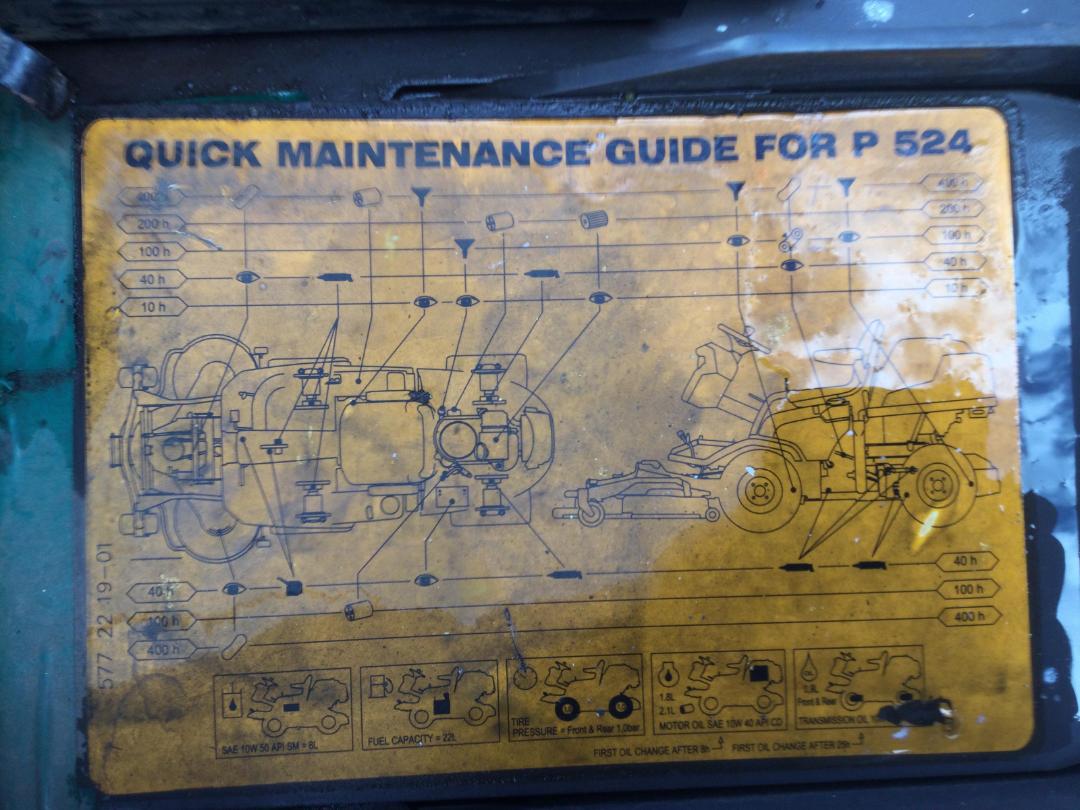 QUICK MAINTENANCE GUIDE FOR P 524
400 h
400 h
200 h
200 h
100 h
100 h
40 h
40 h
10 h
10 h
577 22 19-01
40 h
40 h
100 h
100 h
400 h
400 h
SAE 10W 50 API SM = 6L
FUEL CAPACITY = 22L
TIRE
PRESSURE = Front & Rear 1,0bar
1.8L
2.1L
MOTOR OIL SAE 10W 40 API CD
OIL
0.8L
Front & Rear
TRANSMISSION OIL
FIRST OIL CHANGE AFTER 8h
FIRST OIL CHANGE AFTER 25h